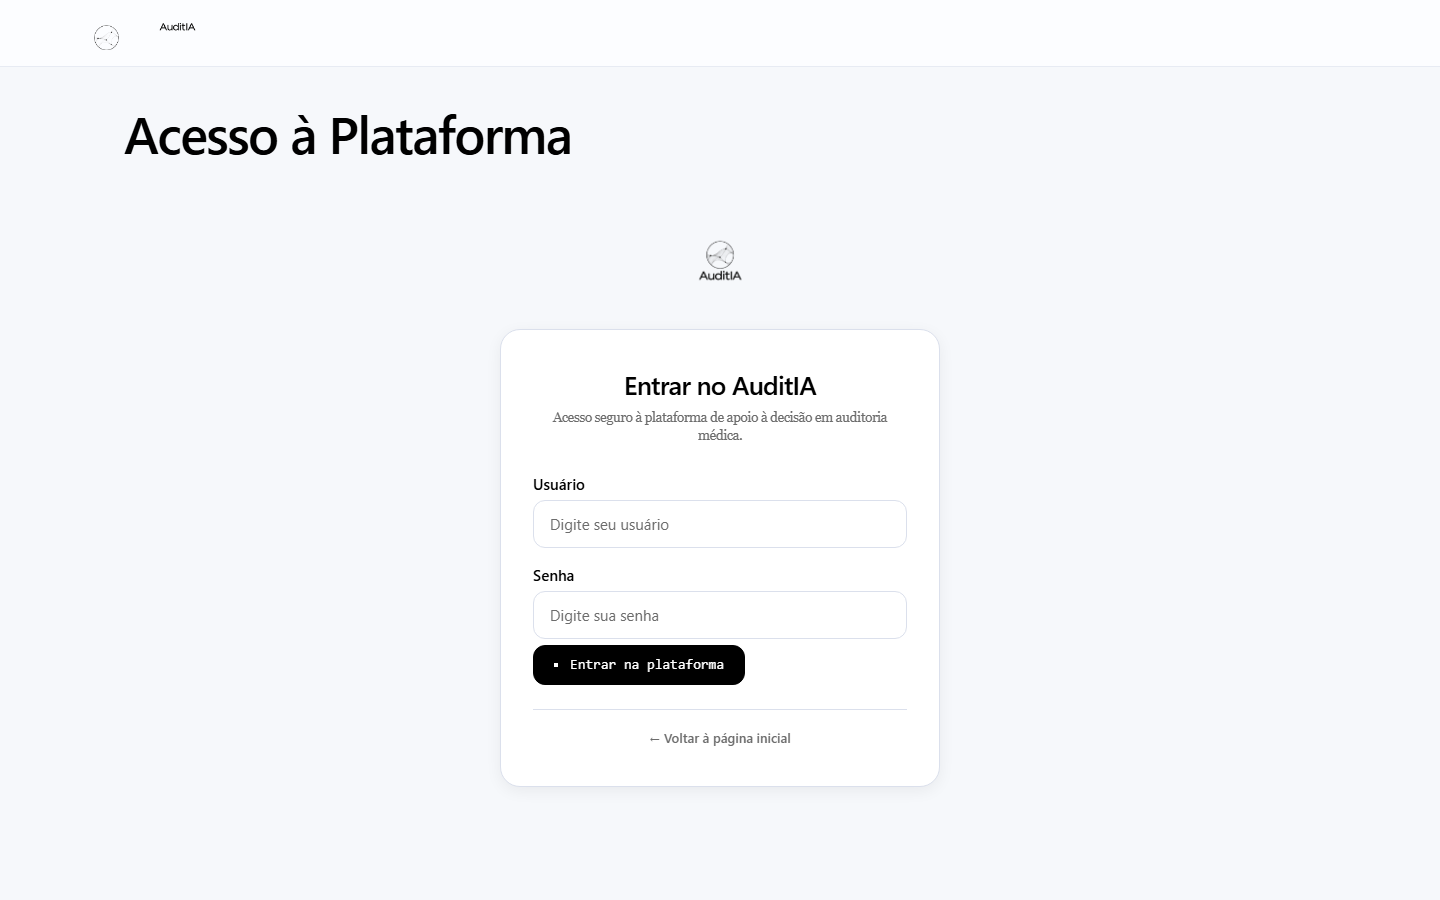 AuditIA
Acesso à Plataforma
AuditIA
Entrar no AuditIA
Acesso seguro à plataforma de apoio à decisão em auditoria
médica.
Usuário
Digite seu usuário
Senha
Digite sua senha
▪ Entrar na plataforma
← Voltar à página inicial